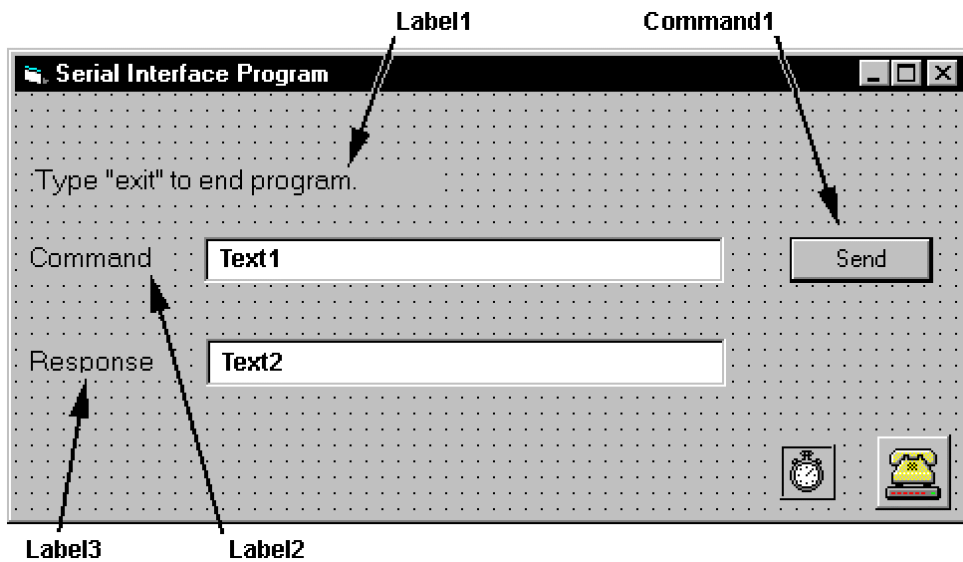 Label1
Command1
Serial Interface Program
Type "exit" to end program.
Command
Text1
Send
Response
Text2
Label3
Label2